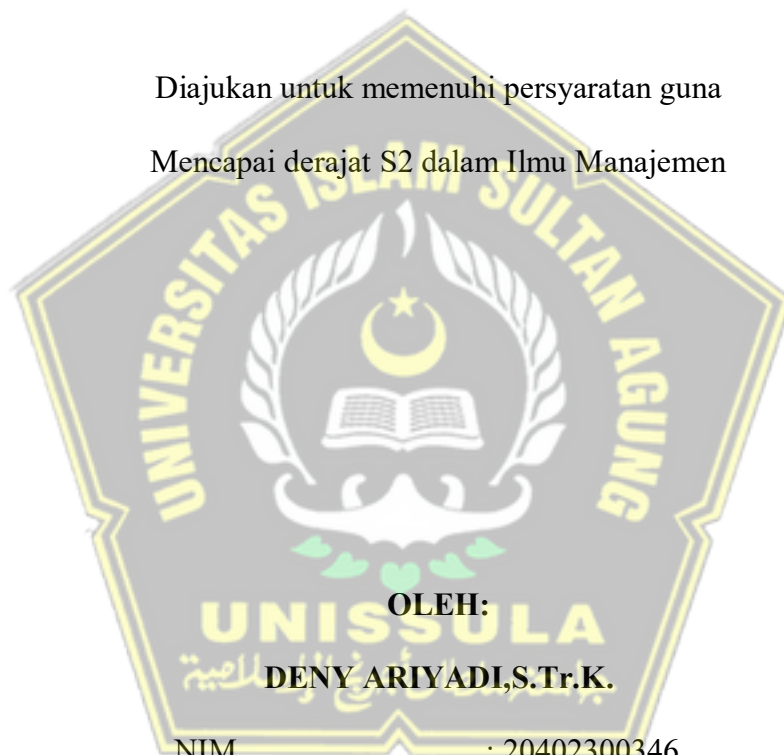 Diajukan untuk memenuhi persyaratan guna
Mencapai derajat S2 dalam Ilmu Manajemen
UNIVERSITAS ISLAM SULTAN AGUNG
OLEH:
UNISSULA
DENY ARIYADI,S.Tr.K.
NIM : 20402300346